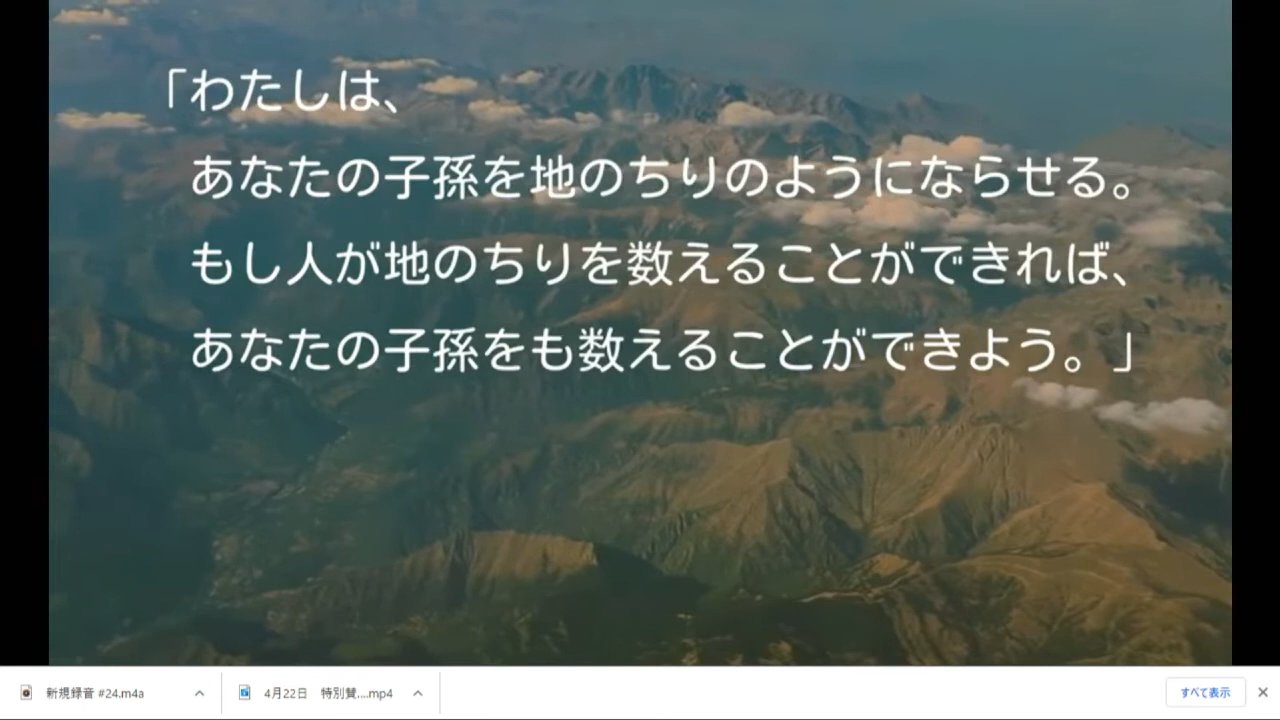 「わたしは、
あなたの子孫を地のちりのようにならせる。
もし人が地のちりを数えることができれば、
あなたの子孫をも数えることができよう。」
新規録音 #24.m4a
4月22日　特別賛....mp4
すべて表示